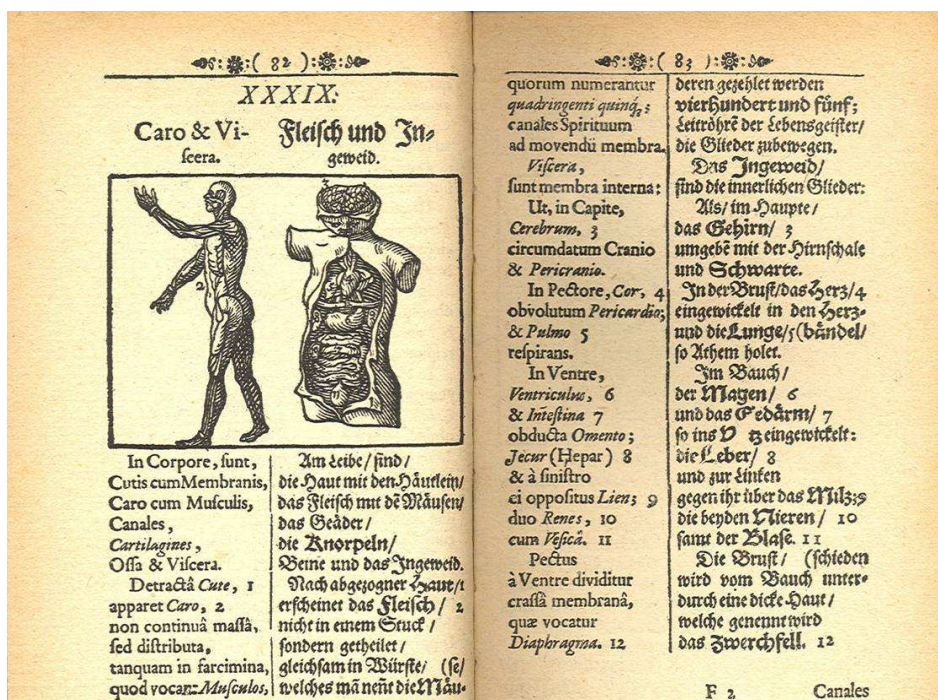 ( 82 )
XXXIX.
Caro & Vi-
ſcera.
Fleiſch und In-
geweid.
3
2
In Corpore, ſunt,
Cutis cum Membranis,
Caro cum Muſculis,
Canales,
Cartilagines,
Oſſa & Viſcera.
Detractâ Cute, 1
apparet Caro, 2
non continuâ maſſâ,
ſed diſtributa,
tanquam in farcimina,
quod vocant Muſculos,
Am Leibe/ ſind/
die Haut mit den Häutlein/
das Fleiſch mit dē Mäuſen/
das Geäder/
die Knorpeln/
Beine und das Ingeweid.
Nach abgezogner Haut/1
erſcheinet das Fleiſch/ 2
nicht in einem Stuck/
ſondern getheilet/
gleichſam in Würſte/ (ſe/
welches mā neñt die Mäu-
( 83 )
quorum numerantur
quadringenti quinq;;
canales Spirituum
ad movendū membra.
Viſcera,
ſunt membra interna:
Ut, in Capite,
Cerebrum, 3
circumdatum Cranio
& Pericranio.
In Pectore, Cor, 4
obvolutum Pericardio;
& Pulmo 5
reſpirans.
In Ventre,
Ventriculus, 6
& Inteſtina 7
obducta Omento;
Jecur (Hepar) 8
& à ſiniſtro
ei oppoſitus Lien; 9
duo Renes, 10
cum Veſicâ. 11
Pectus
à Ventre dividitur
craſſâ membranâ,
quæ vocatur
Diaphragma. 12
deren gezehlet werden
vierhundert und fünf;
Leitröhrē der Lebensgeiſter/
die Glieder zubewegen.
Das Ingeweid/
ſind die innerlichen Glieder:
Als/ im Haupte/
das Gehirn/ 3
umgebē mit der Hirnſchale
und Schwarte.
In der Bruſt/das Herz/4
eingewickelt in den Herz-
und die Lunge/5(bändel/
ſo Athem holet.
Im Bauch/
der Magen/ 6
und das Gedärm/ 7
ſo ins eingewickelt:
die Leber/ 8
und zur Linken
gegen ihr über das Milz;9
die beyden Nieren/ 10
ſamt der Blaſe. 11
Die Bruſt/ (ſchieden
wird vom Bauch unter-
durch eine dicke Haut/
welche genennt wird
das Zwerchfell. 12
F 2
Canales